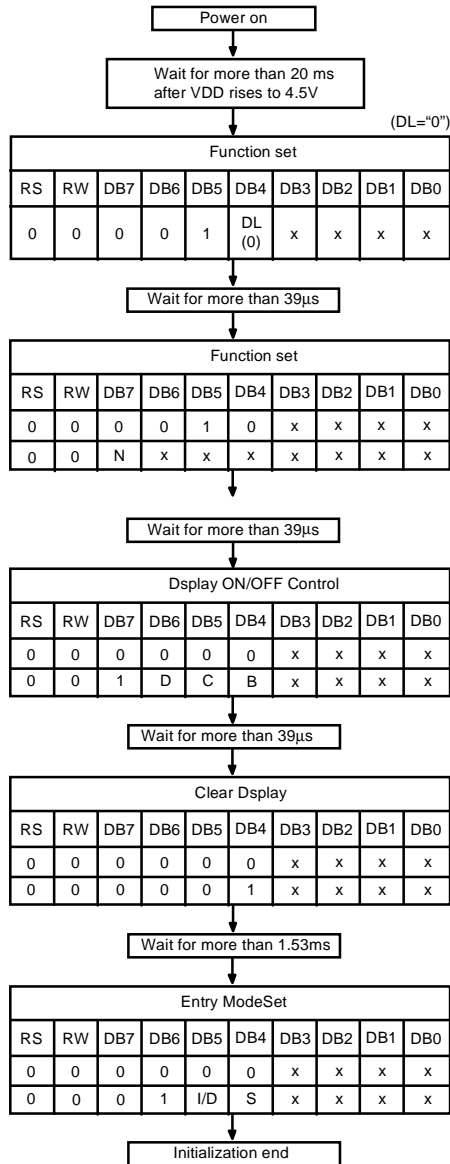 Power on
Wait for more than 20 ms
after VDD rises to 4.5V
(DL=“0”)
Function set
RS RW DB7 DB6 DB5 DB4 DB3 DB2 DB1 DB0
0 0 0 0 1 DL (0) x x x x
Wait for more than 39μs
Function set
RS RW DB7 DB6 DB5 DB4 DB3 DB2 DB1 DB0
0 0 0 0 1 0 x x x x
0 0 N x x x x x x x
Wait for more than 39μs
Dsplay ON/OFF Control
RS RW DB7 DB6 DB5 DB4 DB3 DB2 DB1 DB0
0 0 0 0 0 0 x x x x
0 0 1 D C B x x x x
Wait for more than 39μs
Clear Dsplay
RS RW DB7 DB6 DB5 DB4 DB3 DB2 DB1 DB0
0 0 0 0 0 0 x x x x
0 0 0 0 0 1 x x x x
Wait for more than 1.53ms
Entry ModeSet
RS RW DB7 DB6 DB5 DB4 DB3 DB2 DB1 DB0
0 0 0 0 0 0 x x x x
0 0 0 1 I/D S x x x x
Initialization end